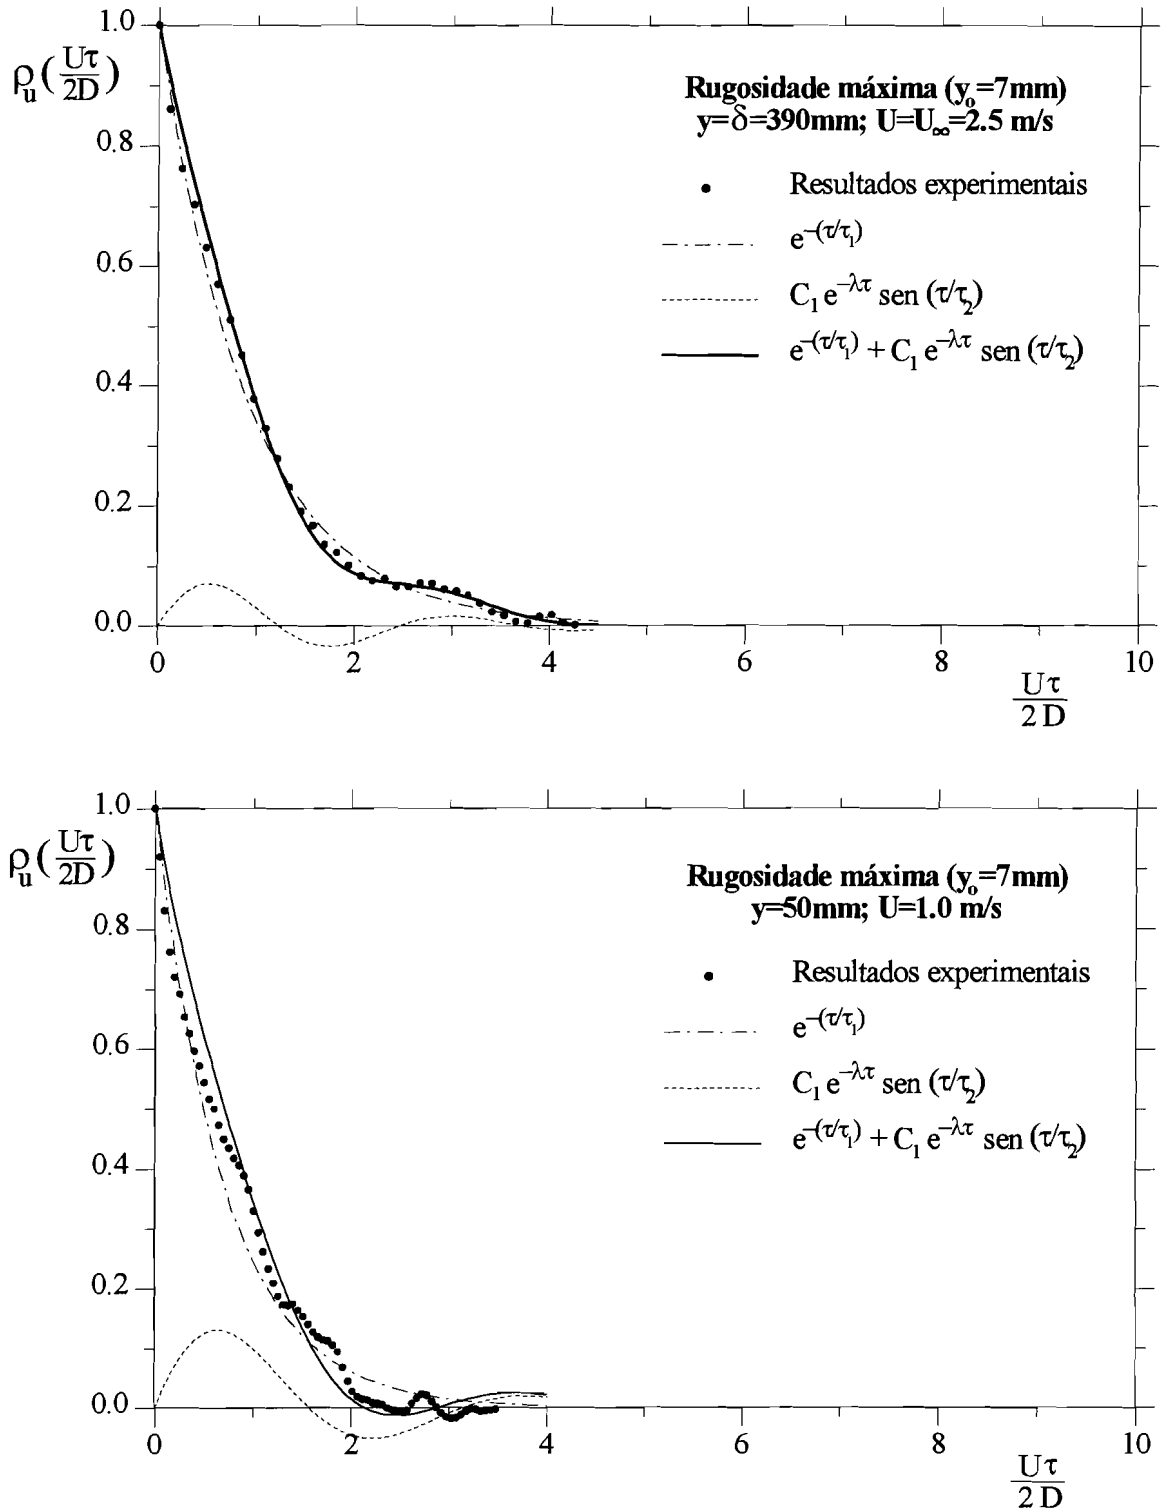 1.0
ρu(Uτ/2D)
0.8
0.6
0.4
0.2
0.0
Rugosidade máxima (yo=7mm)
y=δ=390mm; U=U∞=2.5 m/s
Resultados experimentais
e–(τ/τ1)
C1 e–λτ sen (τ/τ2)
e–(τ/τ1) + C1 e–λτ sen (τ/τ2)
0 2 4 6 8 10
Uτ
2 D
1.0
ρu(Uτ/2D)
0.8
0.6
0.4
0.2
0.0
Rugosidade máxima (yo=7mm)
y=50mm; U=1.0 m/s
Resultados experimentais
e–(τ/τ1)
C1 e–λτ sen (τ/τ2)
e–(τ/τ1) + C1 e–λτ sen (τ/τ2)
0 2 4 6 8 10
Uτ
2 D